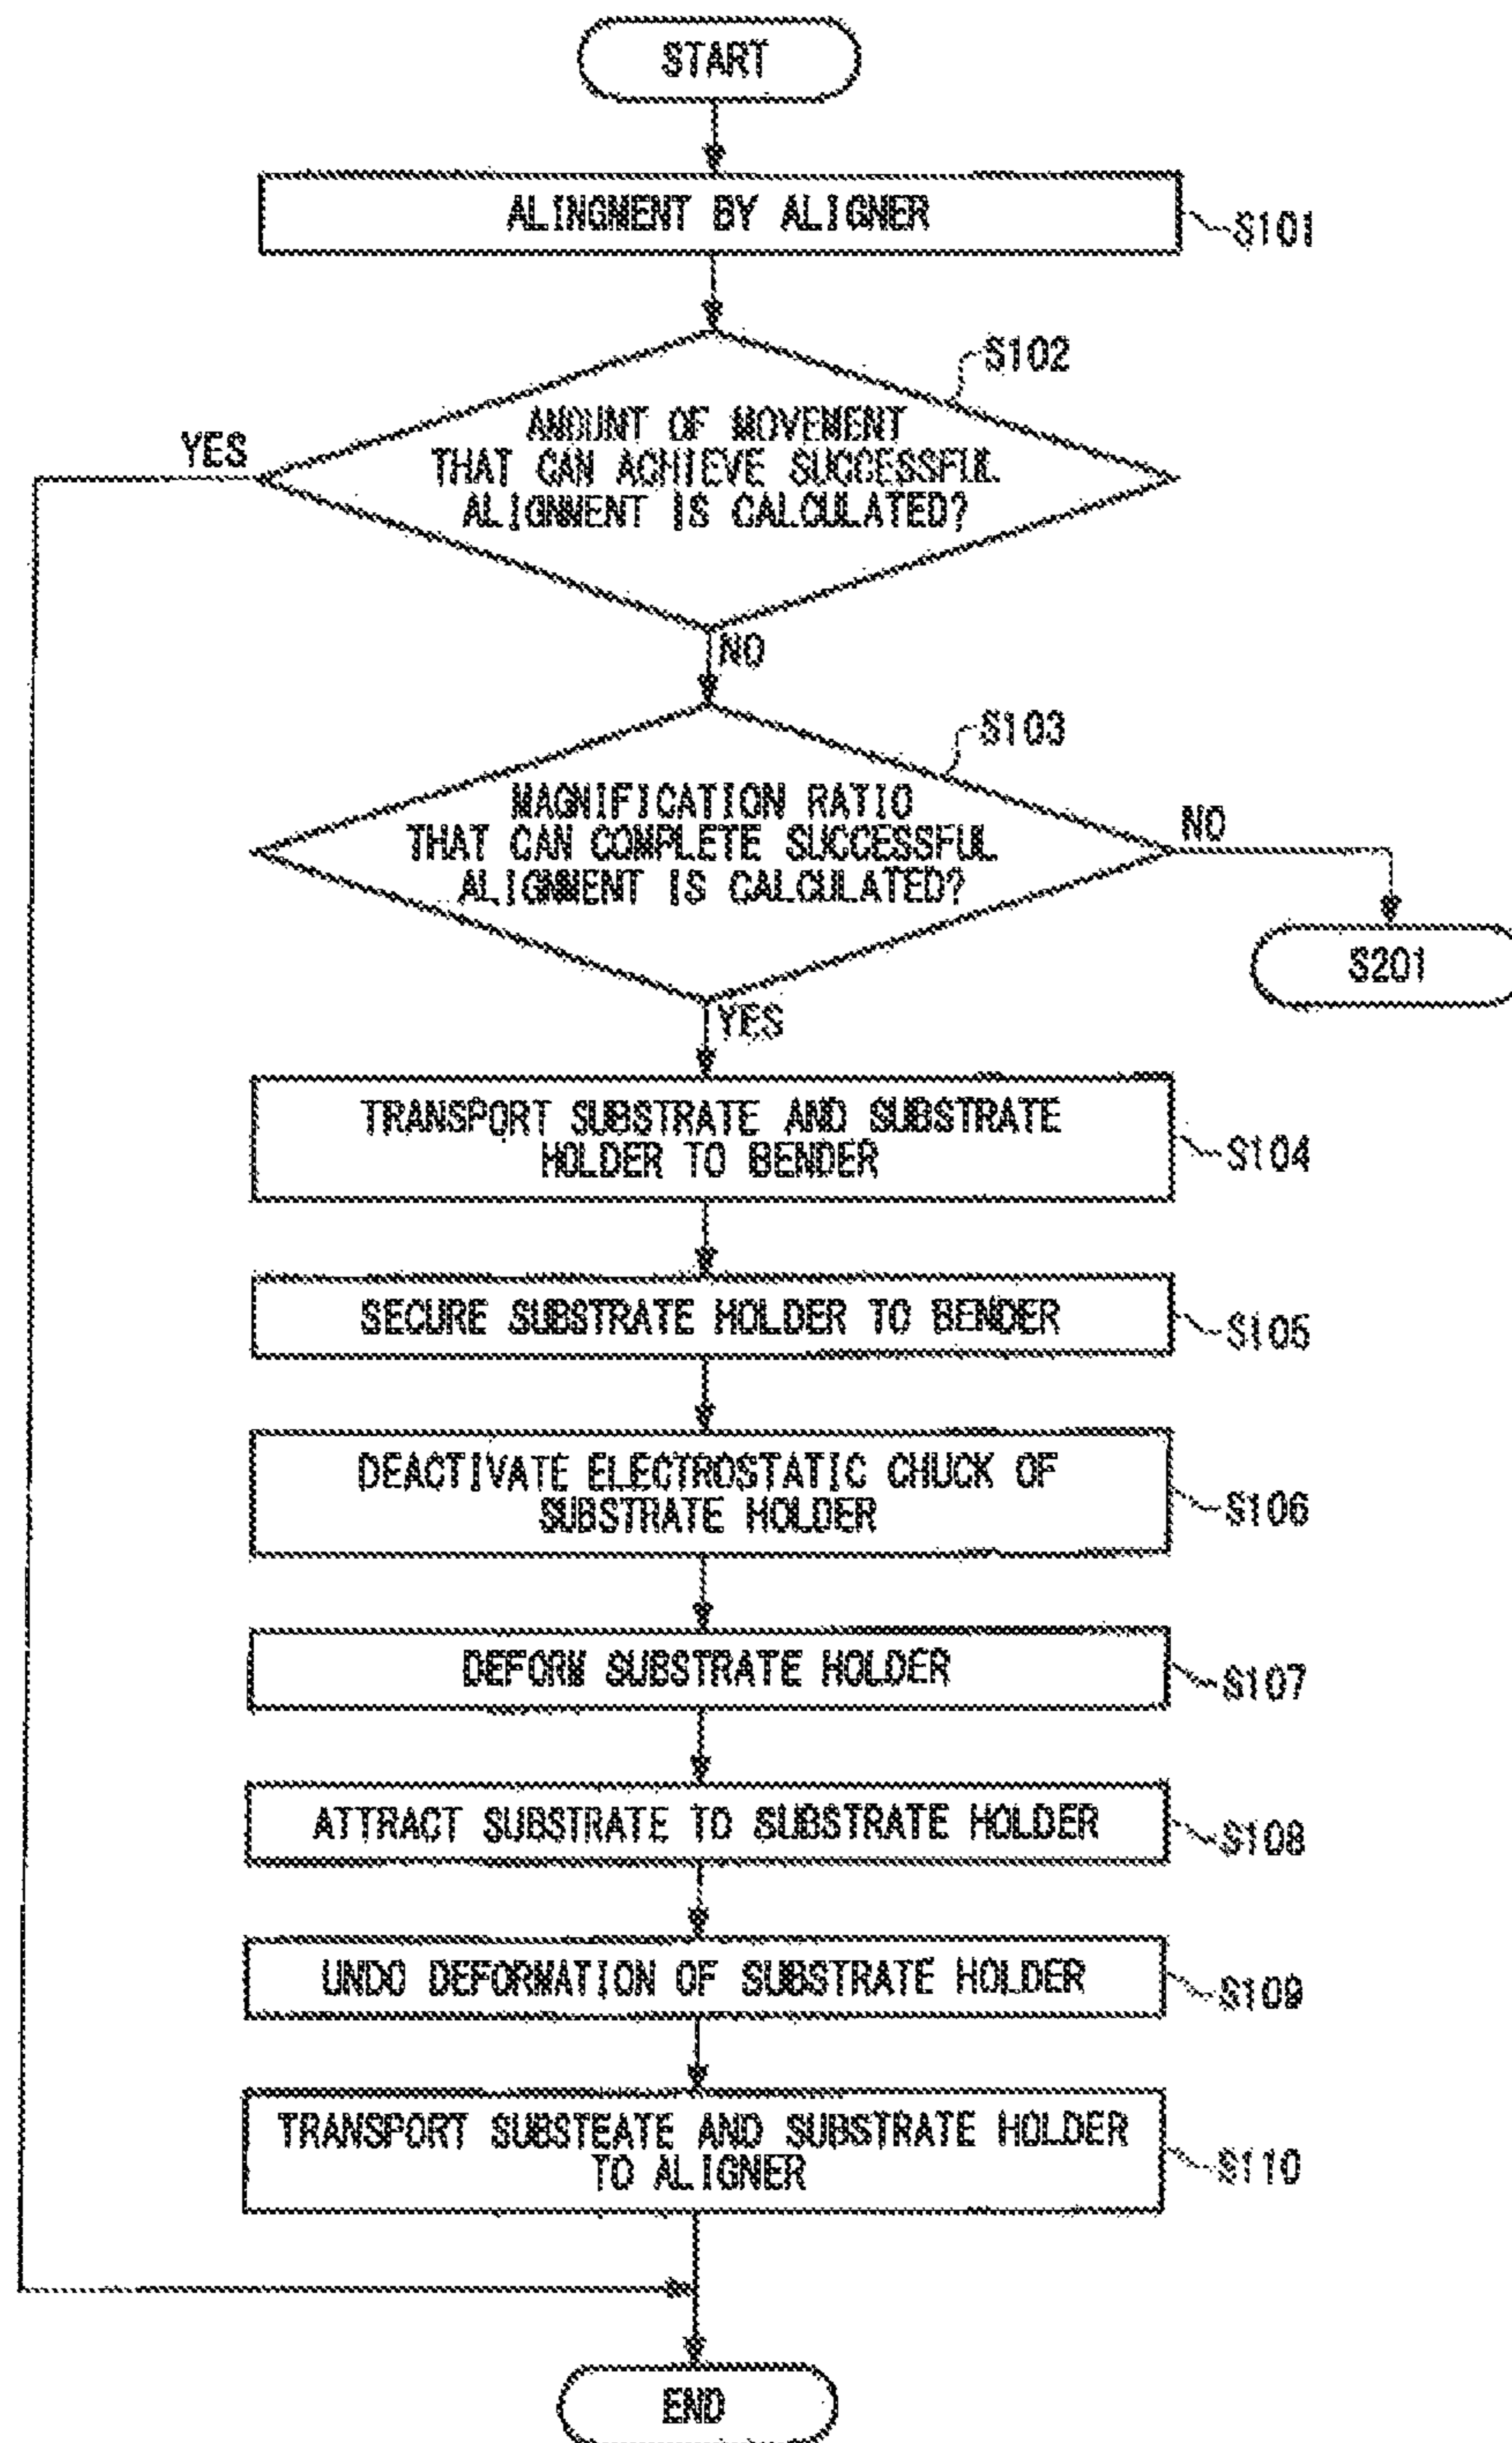 START
ALINGMENT BY ALIGNER
S101
S102
AMOUNT OF MOVEMENT
THAT CAN ACHIEVE SUCCESSFUL
ALIGNMENT IS CALCULATED?
YES
NO
S103
MAGNIFICATION RATIO
THAT CAN COMPLETE SUCCESSFUL
ALIGNMENT IS CALCULATED?
NO
S201
YES
TRANSPORT SUBSTRATE AND SUBSTRATE
HOLDER TO BENDER
S104
SECURE SUBSTRATE HOLDER TO BENDER
S105
DEACTIVATE ELECTROSTATIC CHUCK OF
SUBSTRATE HOLDER
S106
DEFORM SUBSTRATE HOLDER
S107
ATTRACT SUBSTRATE TO SUBSTRATE HOLDER
S108
UNDO DEFORMATION OF SUBSTRATE HOLDER
S109
TRANSPORT SUBSTEATE AND SUBSTRATE HOLDER
TO ALIGNER
S110
END